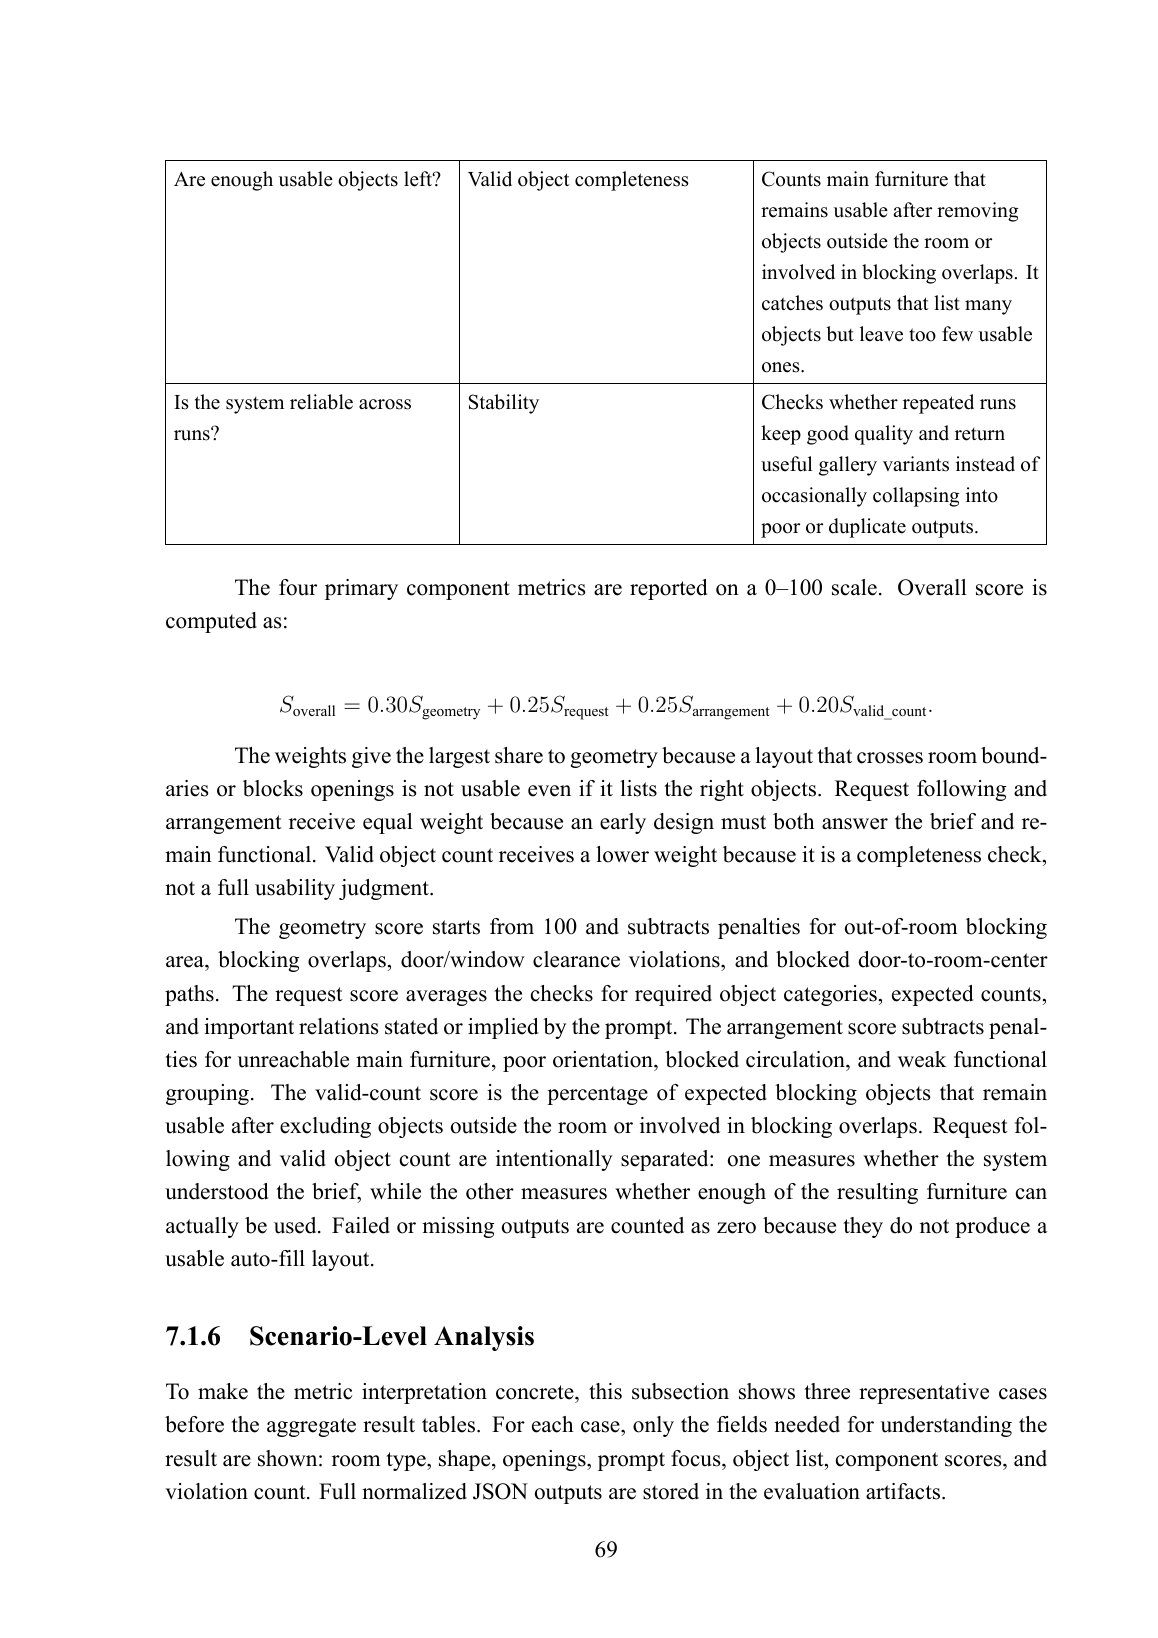 Are enough usable objects left?
Valid object completeness
Counts main furniture that
remains usable after removing
objects outside the room or
involved in blocking overlaps. It
catches outputs that list many
objects but leave too few usable
ones.
Is the system reliable across
runs?
Stability
Checks whether repeated runs
keep good quality and return
useful gallery variants instead of
occasionally collapsing into
poor or duplicate outputs.
The four primary component metrics are reported on a 0–100 scale. Overall score is
computed as:
S_overall = 0.30S_geometry + 0.25S_request + 0.25S_arrangement + 0.20S_valid_count.
The weights give the largest share to geometry because a layout that crosses room bound-
aries or blocks openings is not usable even if it lists the right objects. Request following and
arrangement receive equal weight because an early design must both answer the brief and re-
main functional. Valid object count receives a lower weight because it is a completeness check,
not a full usability judgment.
The geometry score starts from 100 and subtracts penalties for out-of-room blocking
area, blocking overlaps, door/window clearance violations, and blocked door-to-room-center
paths. The request score averages the checks for required object categories, expected counts,
and important relations stated or implied by the prompt. The arrangement score subtracts penal-
ties for unreachable main furniture, poor orientation, blocked circulation, and weak functional
grouping. The valid-count score is the percentage of expected blocking objects that remain
usable after excluding objects outside the room or involved in blocking overlaps. Request fol-
lowing and valid object count are intentionally separated: one measures whether the system
understood the brief, while the other measures whether enough of the resulting furniture can
actually be used. Failed or missing outputs are counted as zero because they do not produce a
usable auto-fill layout.
7.1.6 Scenario-Level Analysis
To make the metric interpretation concrete, this subsection shows three representative cases
before the aggregate result tables. For each case, only the fields needed for understanding the
result are shown: room type, shape, openings, prompt focus, object list, component scores, and
violation count. Full normalized JSON outputs are stored in the evaluation artifacts.
69